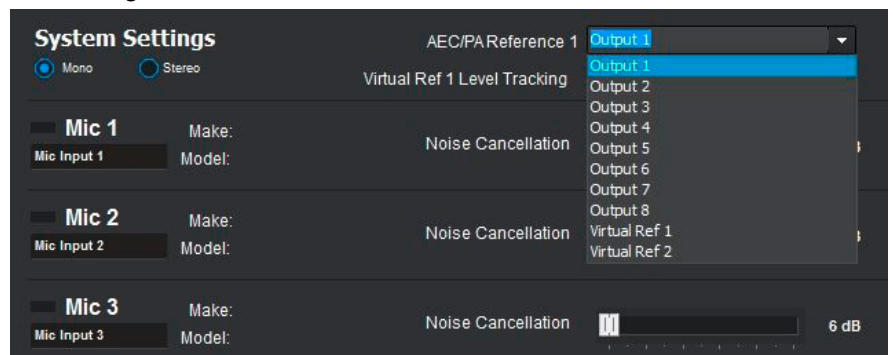 System Settings
Mono
Stereo
AEC/PA Reference 1
Output 1
Virtual Ref 1 Level Tracking
Output 1
Output 2
Output 3
Output 4
Output 5
Output 6
Output 7
Output 8
Virtual Ref 1
Virtual Ref 2
Mic 1
Make:
Mic Input 1
Model:
Noise Cancellation
Mic 2
Make:
Mic Input 2
Model:
Noise Cancellation
Mic 3
Make:
Mic Input 3
Model:
Noise Cancellation
6 dB